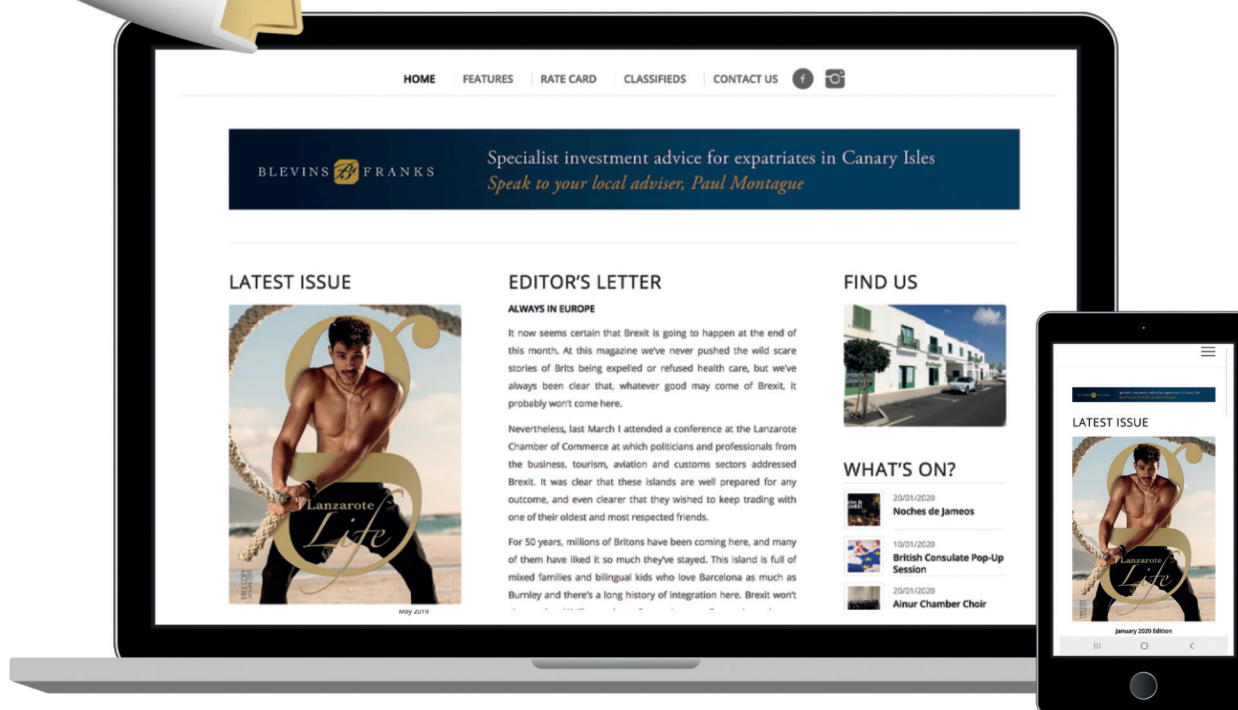 HOME
FEATURES
RATE CARD
CLASSIFIEDS
CONTACT US
BLEVINS BF FRANKS
Specialist investment advice for expatriates in Canary Isles
Speak to your local adviser, Paul Montague
LATEST ISSUE
Lanzarote
Life
FREE COPY
May 2019
EDITOR'S LETTER
ALWAYS IN EUROPE
It now seems certain that Brexit is going to happen at the end of
this month. At this magazine we've never pushed the wild scare
stories of Brits being expelled or refused health care, but we've
always been clear that, whatever good may come of Brexit, it
probably won't come here.
Nevertheless, last March I attended a conference at the Lanzarote
Chamber of Commerce at which politicians and professionals from
the business, tourism, aviation and customs sectors addressed
Brexit. It was clear that these islands are well prepared for any
outcome, and even clearer that they wished to keep trading with
one of their oldest and most respected friends.
For 50 years, millions of Britons have been coming here, and many
of them have liked it so much they've stayed. This island is full of
mixed families and bilingual kids who love Barcelona as much as
Burnley and there's a long history of integration here. Brexit won't
FIND US
WHAT'S ON?
20/01/2020
Noches de Jameos
10/01/2020
British Consulate Pop-Up
Session
20/01/2020
Ainur Chamber Choir
LATEST ISSUE
Lanzarote
Life
January 2020 Edition